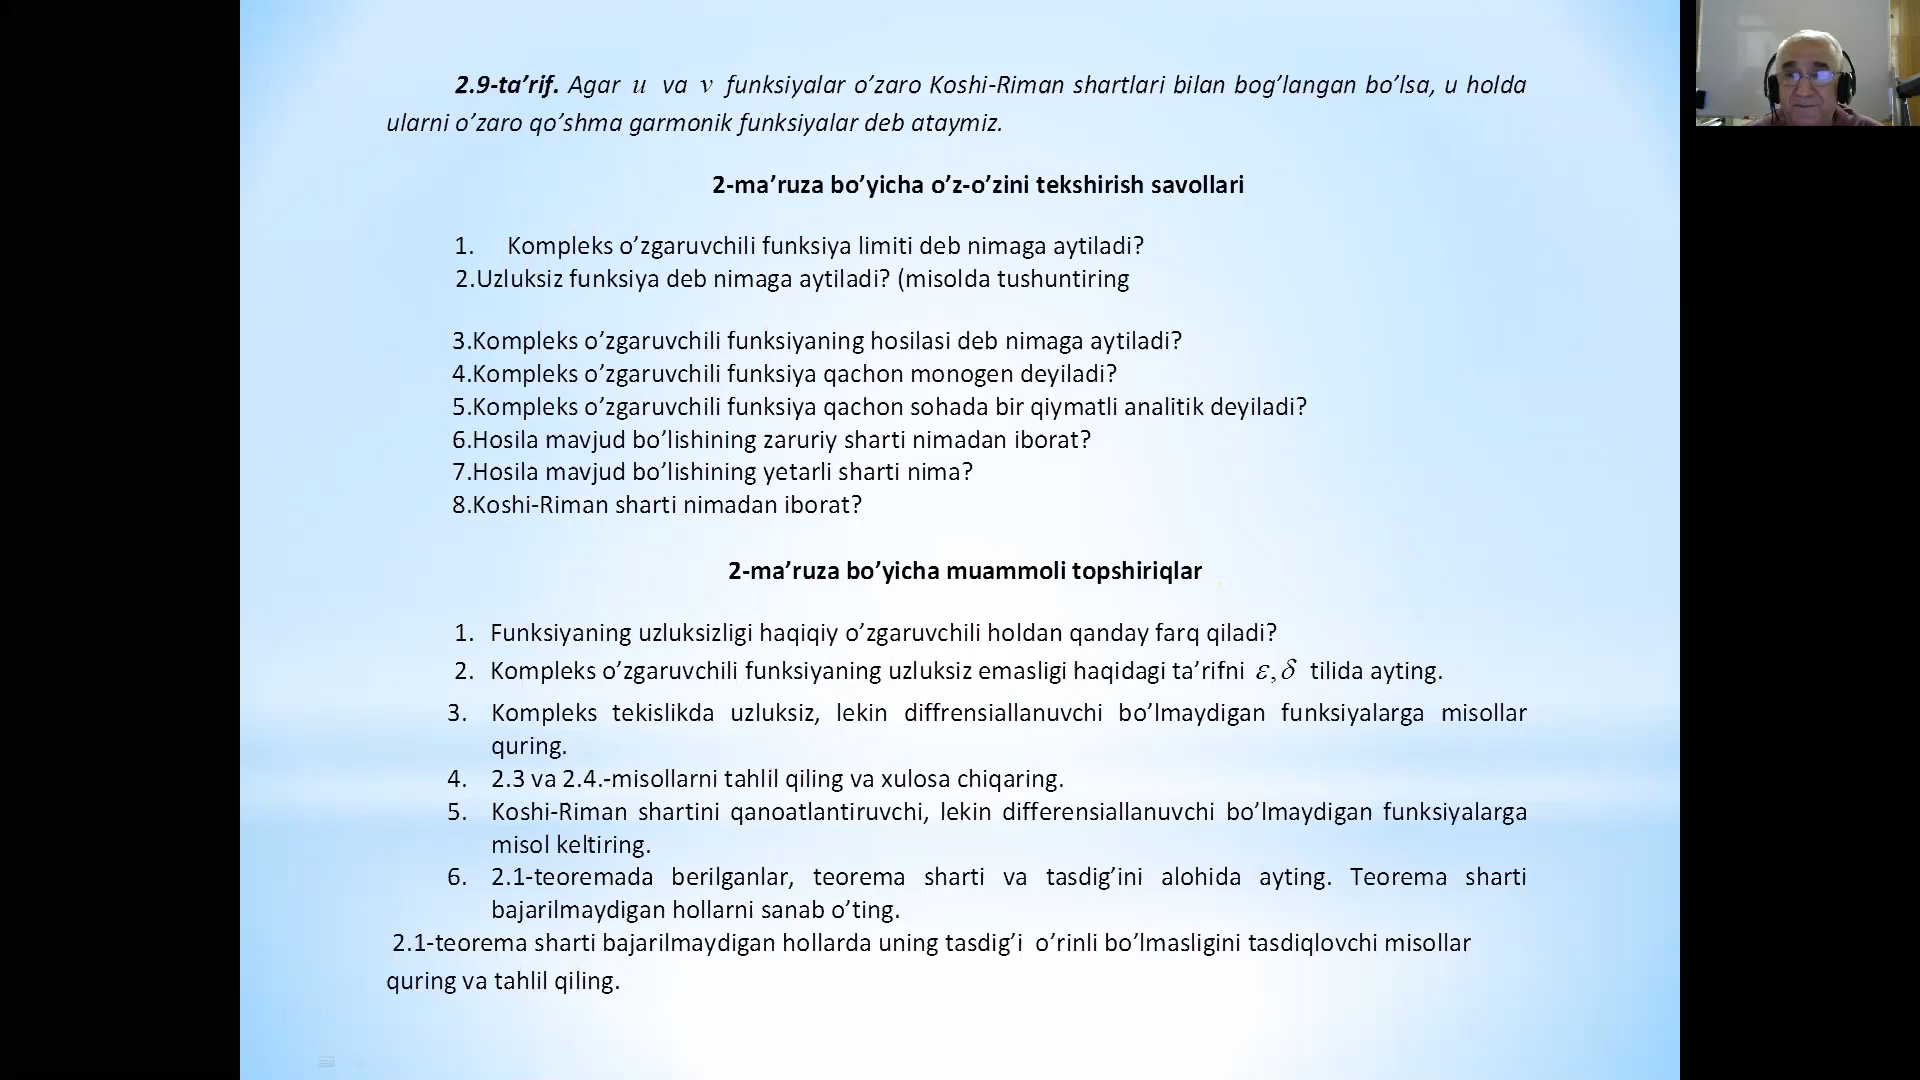 2.9-ta’rif. Agar u va v funksiyalar o’zaro Koshi-Riman shartlari bilan bog’langan bo’lsa, u holda
ularni o’zaro qo’shma garmonik funksiyalar deb ataymiz.
2-ma’ruza bo’yicha o’z-o’zini tekshirish savollari
1. Kompleks o’zgaruvchili funksiya limiti deb nimaga aytiladi?
2.Uzluksiz funksiya deb nimaga aytiladi? (misolda tushuntiring
3.Kompleks o’zgaruvchili funksiyaning hosilasi deb nimaga aytiladi?
4.Kompleks o’zgaruvchili funksiya qachon monogen deyiladi?
5.Kompleks o’zgaruvchili funksiya qachon sohada bir qiymatli analitik deyiladi?
6.Hosila mavjud bo’lishining zaruriy sharti nimadan iborat?
7.Hosila mavjud bo’lishining yetarli sharti nima?
8.Koshi-Riman sharti nimadan iborat?
2-ma’ruza bo’yicha muammoli topshiriqlar
1. Funksiyaning uzluksizligi haqiqiy o’zgaruvchili holdan qanday farq qiladi?
2. Kompleks o’zgaruvchili funksiyaning uzluksiz emasligi haqidagi ta’rifni ε,δ tilida ayting.
3. Kompleks tekislikda uzluksiz, lekin diffrensiallanuvchi bo’lmaydigan funksiyalarga misollar
quring.
4. 2.3 va 2.4.-misollarni tahlil qiling va xulosa chiqaring.
5. Koshi-Riman shartini qanoatlantiruvchi, lekin differensiallanuvchi bo’lmaydigan funksiyalarga
misol keltiring.
6. 2.1-teoremada berilganlar, teorema sharti va tasdig’ini alohida ayting. Teorema sharti
bajarilmaydigan hollarni sanab o’ting.
2.1-teorema sharti bajarilmaydigan hollarda uning tasdig’i o’rinli bo’lmasligini tasdiqlovchi misollar
quring va tahlil qiling.